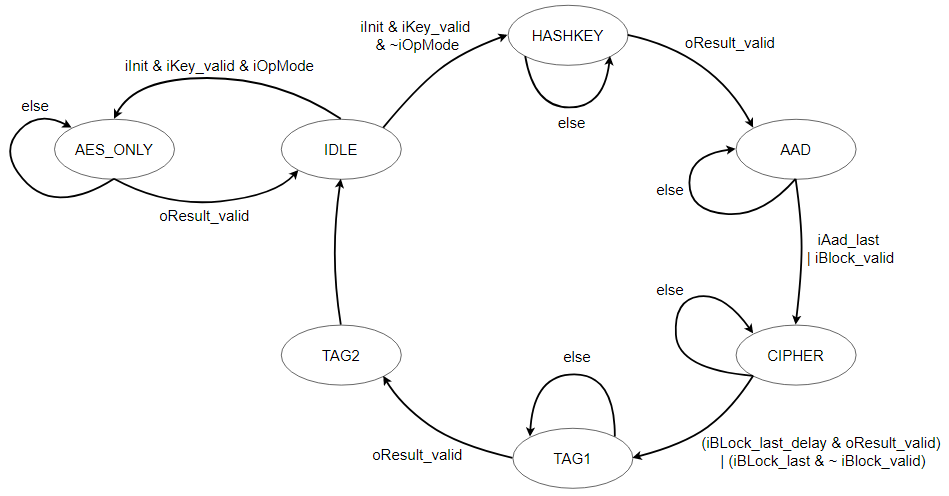 iInit & iKey_valid
& ~iOpMode
HASHKEY
oResult_valid
else
iInit & iKey_valid & iOpMode
else
AES_ONLY
IDLE
AAD
else
oResult_valid
iAad_last
| iBlock_valid
else
TAG2
CIPHER
else
oResult_valid
TAG1
(iBLock_last_delay & oResult_valid)
| (iBLock_last & ~ iBlock_valid)